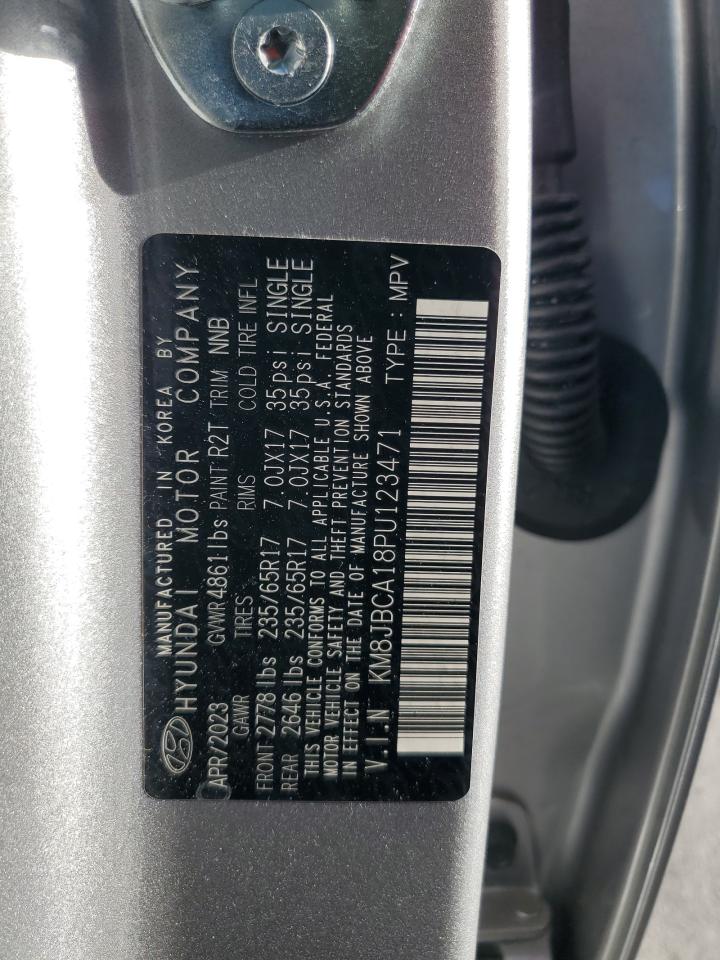 MANUFACTURED IN KOREA BY
HYUNDAI MOTOR COMPANY
APR/2023 GVWR 4861 lbs PAINT R2T TRIM NNB
GAWR TIRES RIMS COLD TIRE INFL
FRONT 2778 lbs 235/65R17 7.0JX17 35psi SINGLE
REAR 2646 lbs 235/65R17 7.0JX17 35psi SINGLE
THIS VEHICLE CONFORMS TO ALL APPLICABLE U.S.A. FEDERAL
MOTOR VEHICLE SAFETY AND THEFT PREVENTION STANDARDS
IN EFFECT ON THE DATE OF MANUFACTURE SHOWN ABOVE
V.I.N KM8JBCA18PU123471 TYPE : MPV